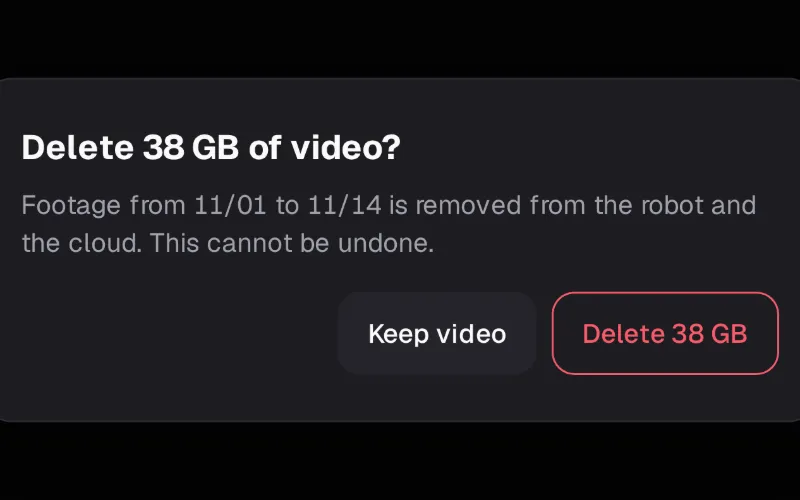 Delete 38 GB of video?
Footage from 11/01 to 11/14 is removed from the robot and
the cloud. This cannot be undone.
Keep video
Delete 38 GB